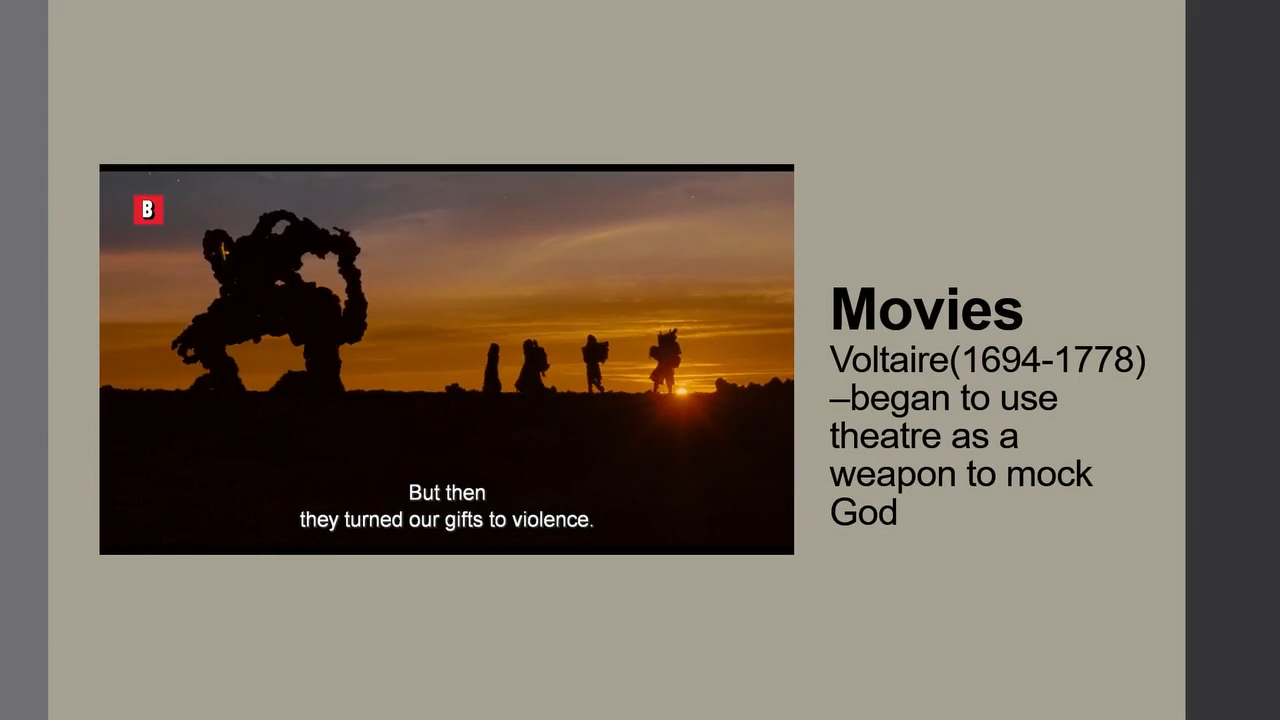 B
But then
they turned our gifts to violence.
Movies
Voltaire(1694-1778)
–began to use
theatre as a
weapon to mock
God